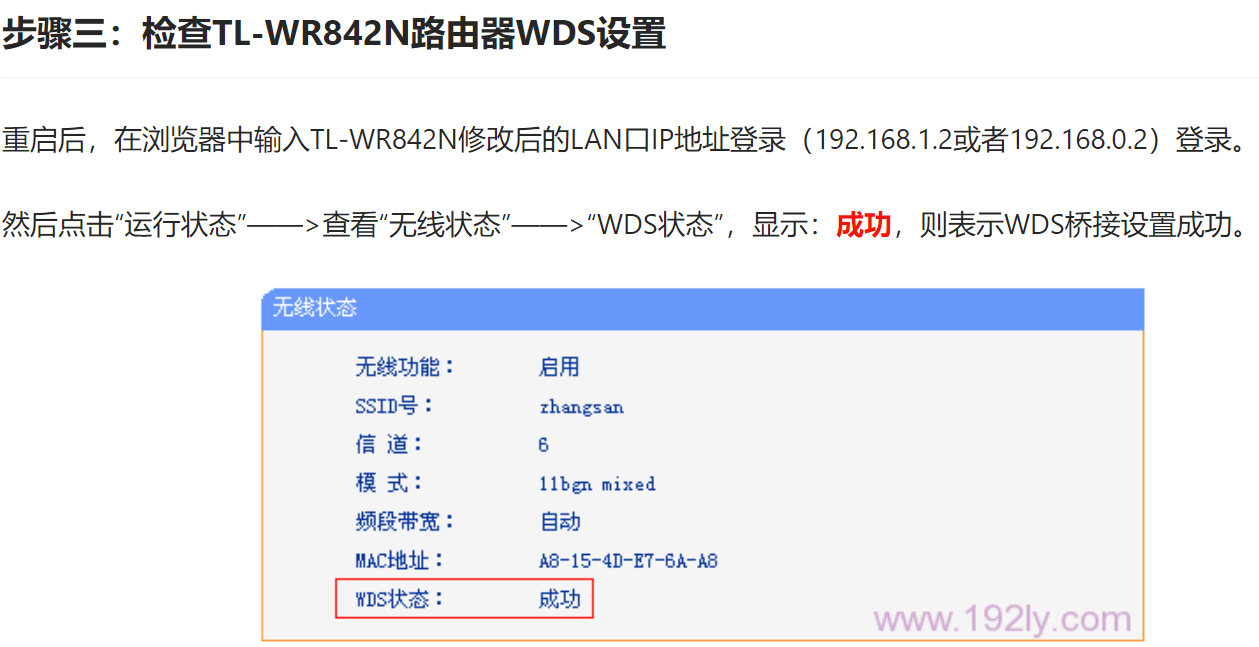 步骤三：检查TL-WR842N路由器WDS设置
重启后，在浏览器中输入TL-WR842N修改后的LAN口IP地址登录（192.168.1.2或者192.168.0.2）登录。
然后点击“运行状态”——>查看“无线状态”——>“WDS状态”，显示：成功，则表示WDS桥接设置成功。
无线状态
无线功能： 启用
SSID号： zhangsan
信 道： 6
模 式： 11bgn mixed
频段带宽： 自动
MAC地址： A8-15-4D-E7-6A-A8
WDS状态： 成功
www.192ly.com